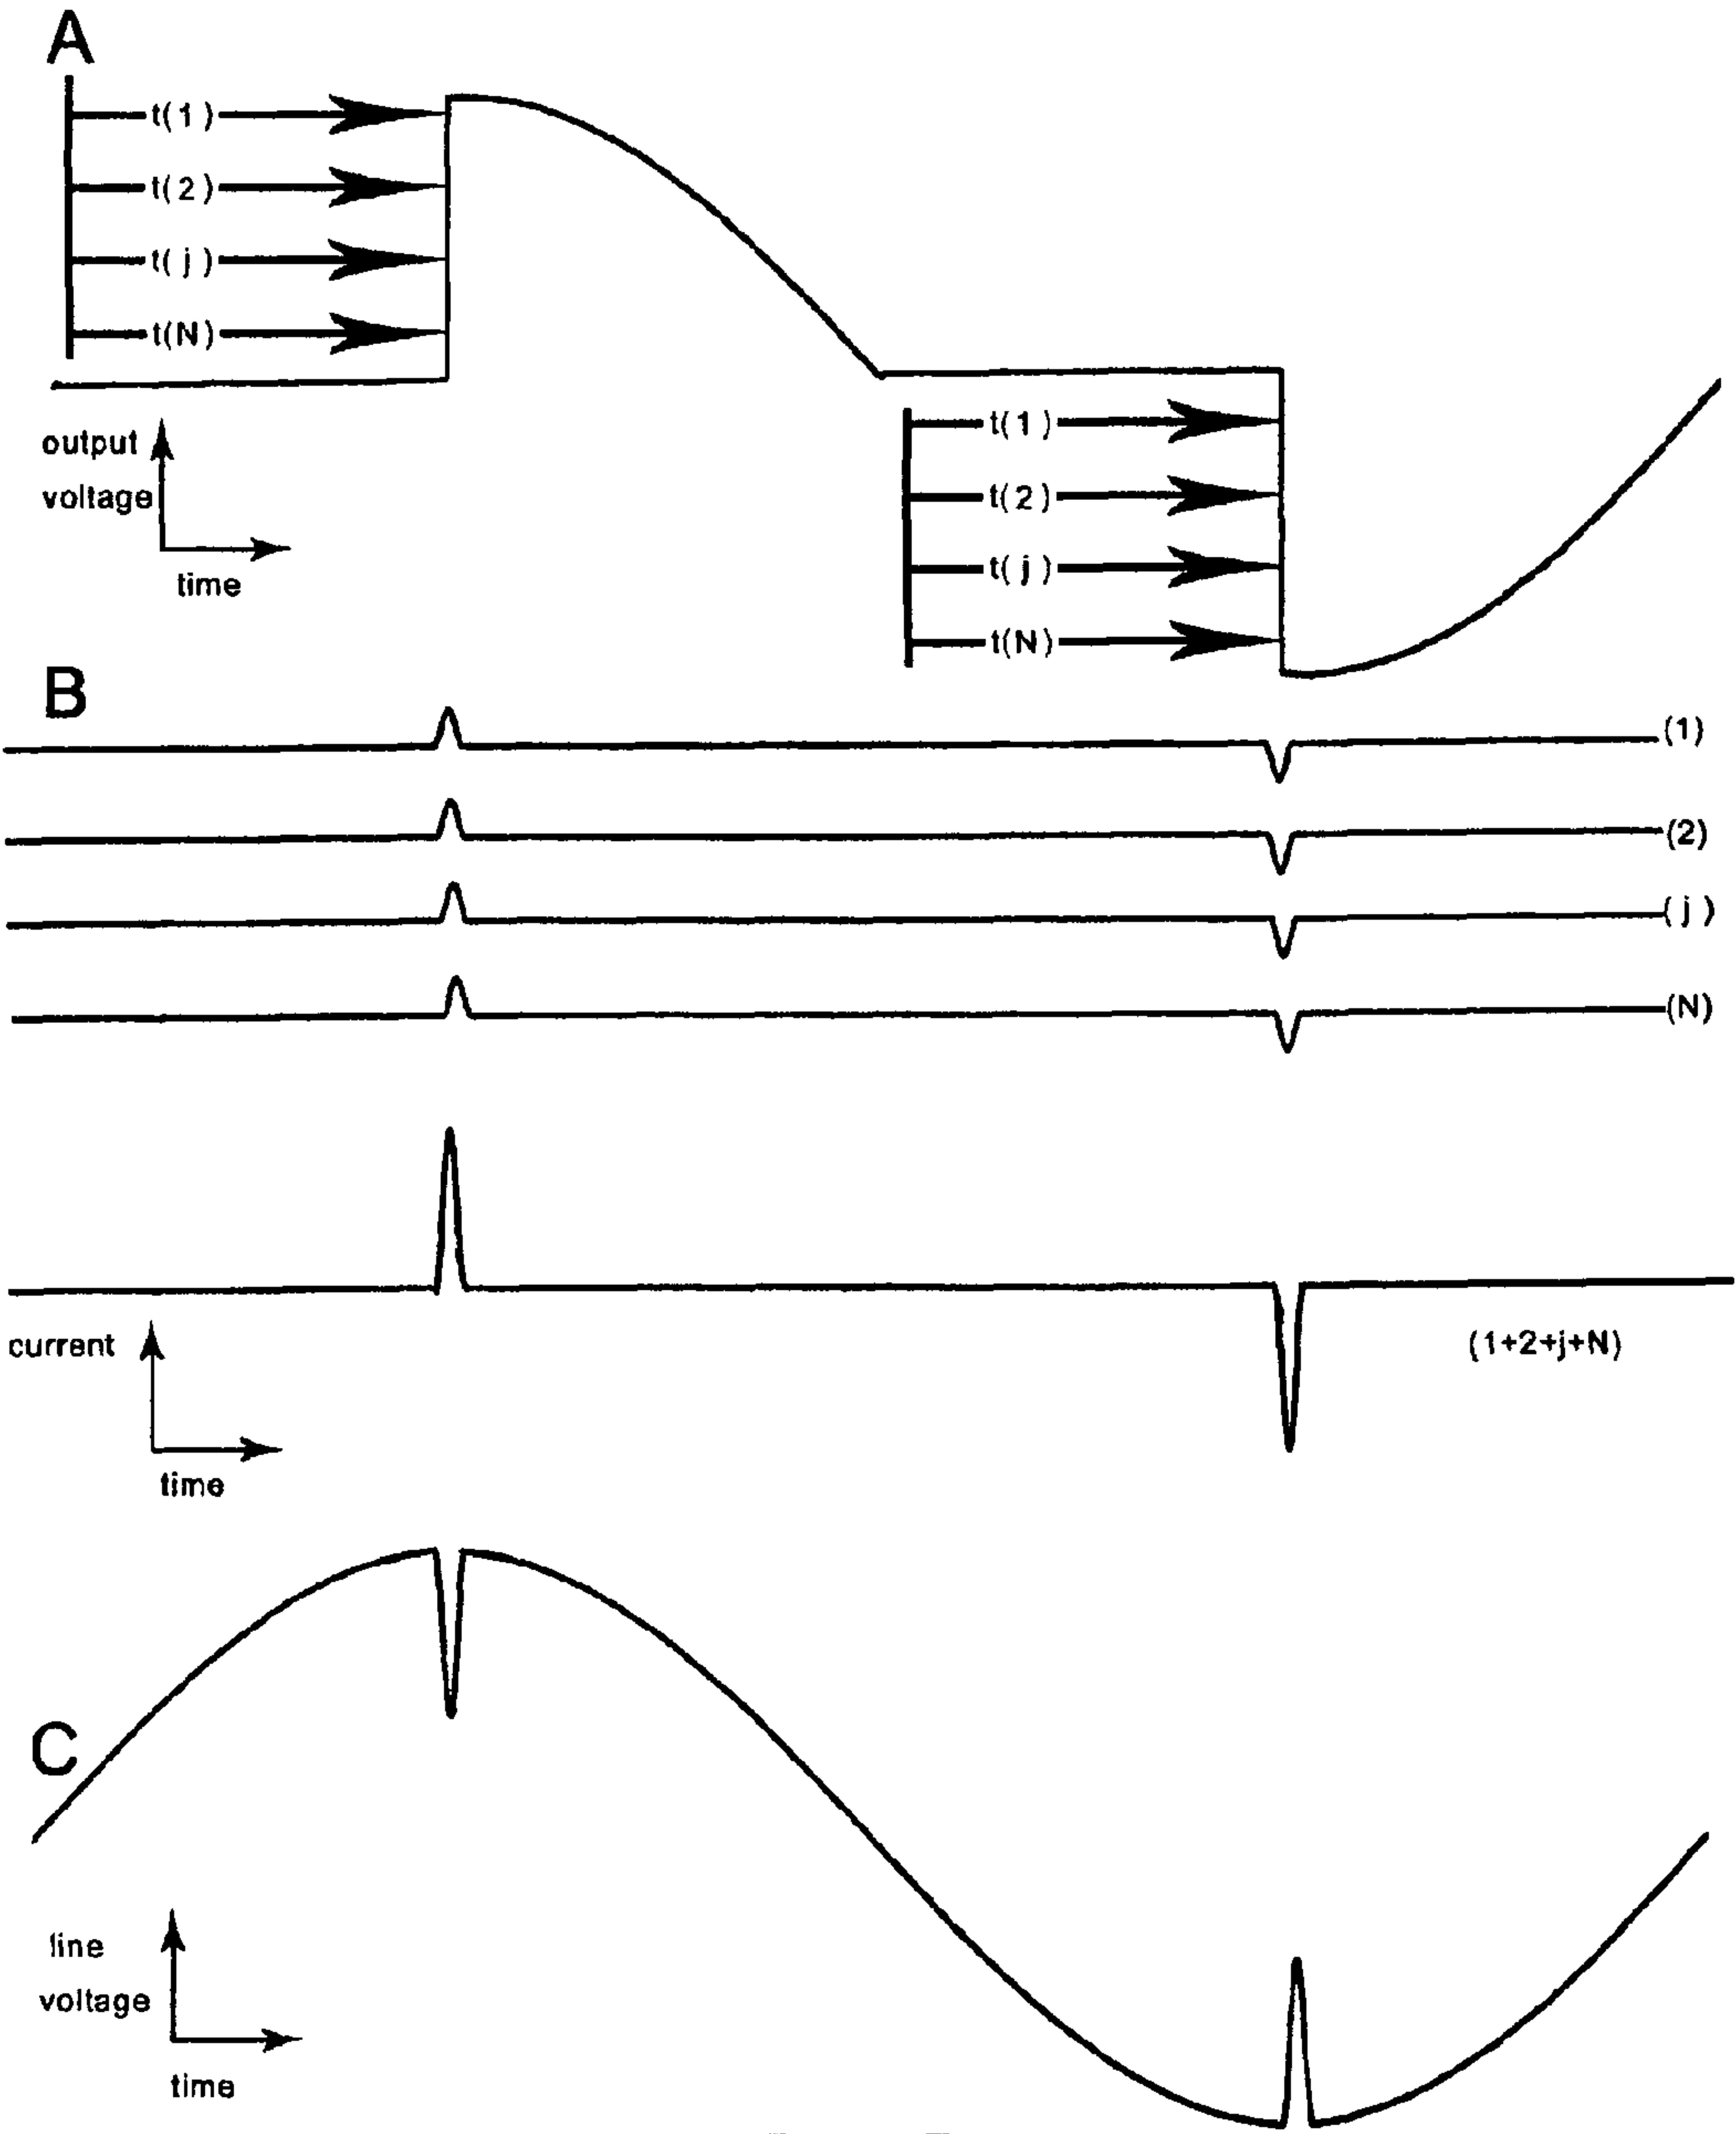 A
t(1)
t(2)
t(j)
t(N)
output
voltage
time
t(1)
t(2)
t(j)
t(N)
B
(1)
(2)
(j)
(N)
current
time
(1+2+j+N)
C
line
voltage
time